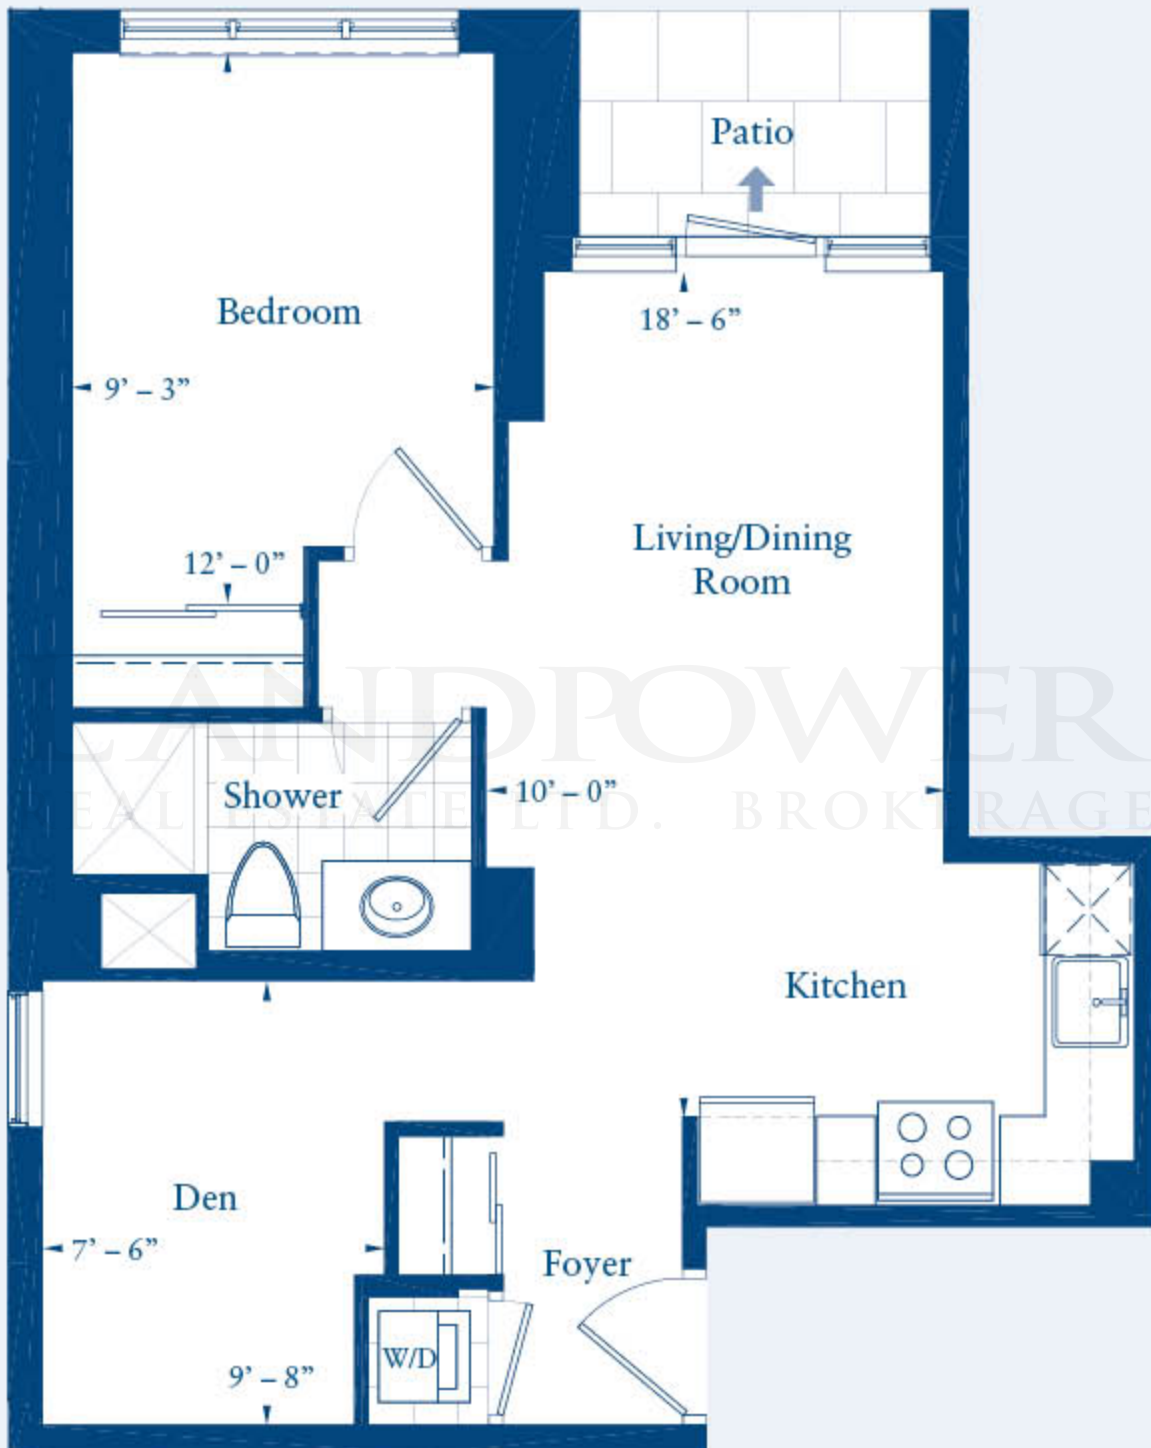 Patio
18’ – 6”
Bedroom
9’ – 3”
Living/Dining
Room
12’ – 0”
LANDPOWER
REAL ESTATE LTD. BROKERAGE
Shower
10’ – 0”
Kitchen
Den
7’ – 6”
Foyer
W/D
9’ – 8”